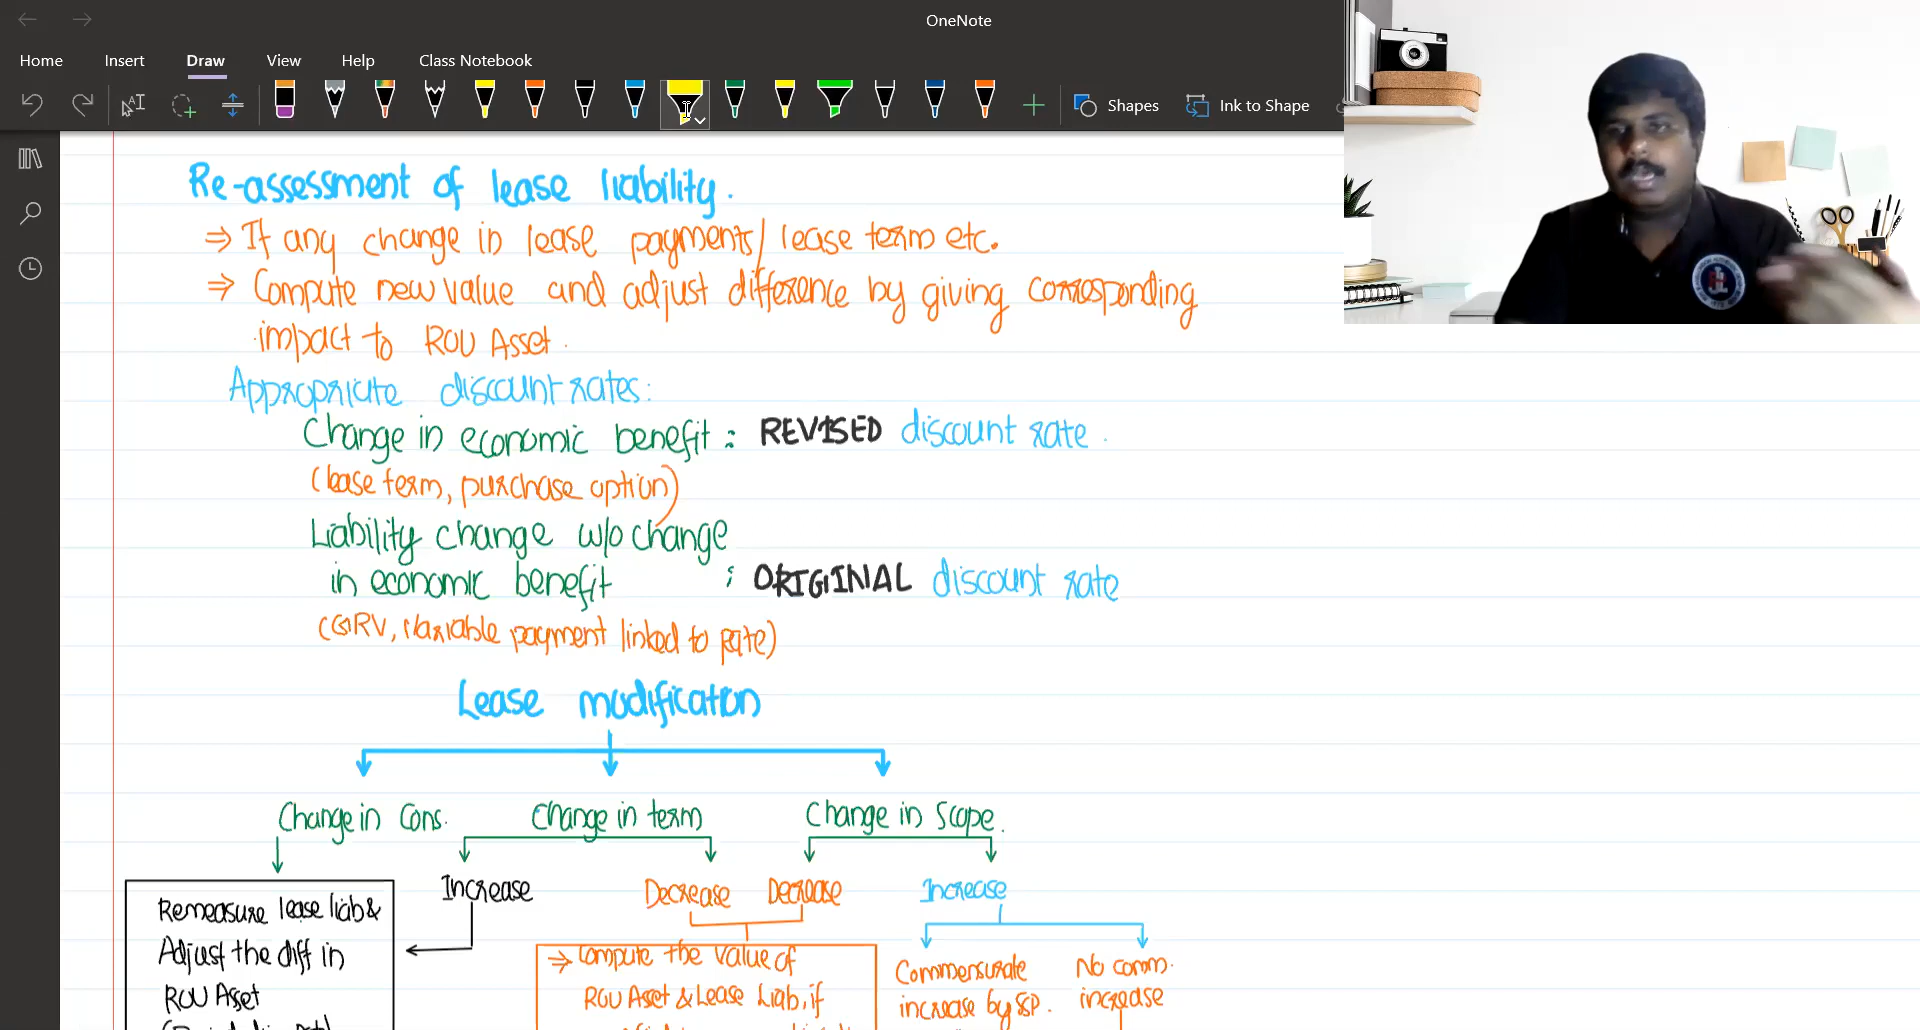 OneNote
Home Insert Draw View Help Class Notebook
Shapes Ink to Shape
Re-assessment of lease liability.
⇒ If any change in lease payments/ lease term etc.
⇒ Compute new value and adjust difference by giving corresponding
impact to ROU Asset.
Appropriate discount rates:
Change in economic benefit : REVISED discount rate.
(lease term, purchase option)
Liability change w/o change
in economic benefit : ORIGINAL discount rate
(GRV, Variable payment linked to rate)
Lease modification
Change in Cons. Change in term Change in Scope.
Increase Decrease Decrease Increase
Remeasure lease liab &
Adjust the diff in
ROU Asset
⇒ Compute the value of
ROU Asset & Lease Liab, if
Commensurate
increase by SSP.
No comm.
increase